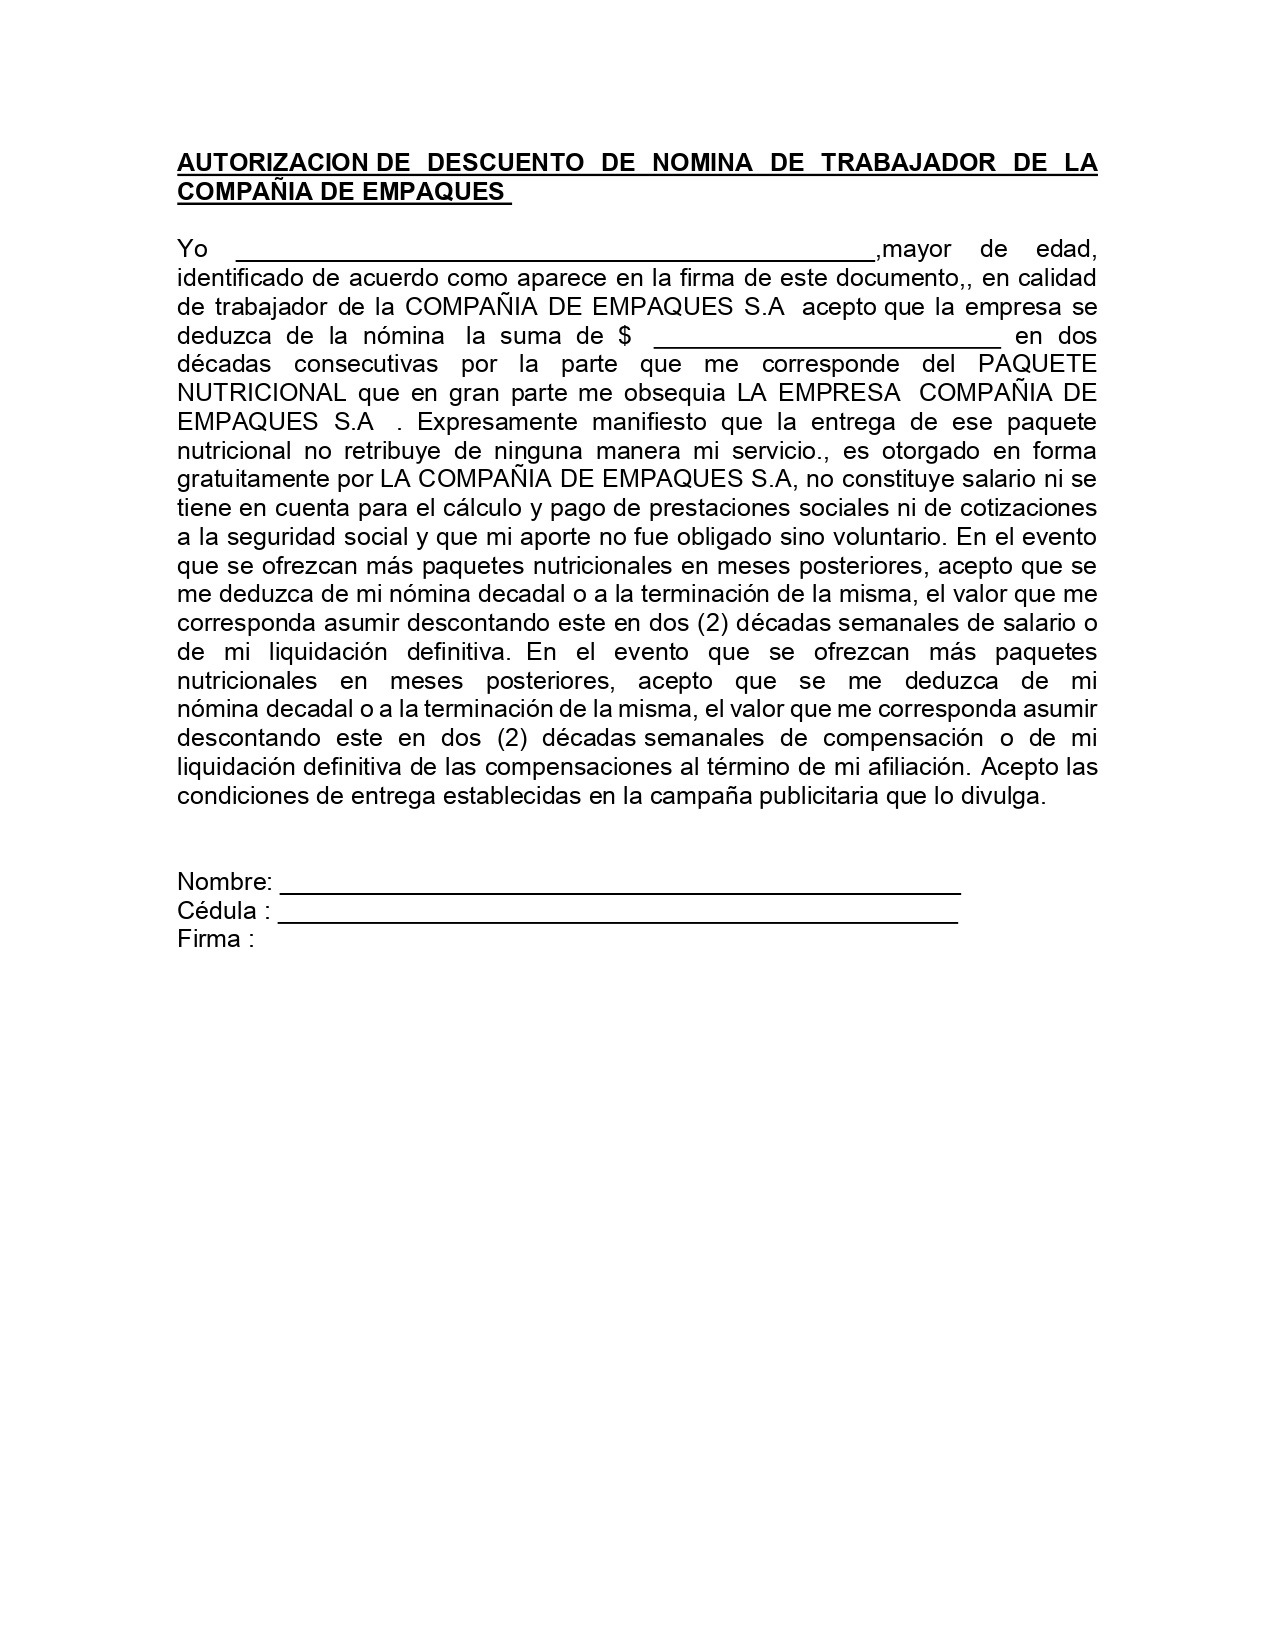 AUTORIZACION DE DESCUENTO DE NOMINA DE TRABAJADOR DE LA
COMPAÑIA DE EMPAQUES
Yo ______________________________________________,mayor de edad,
identificado de acuerdo como aparece en la firma de este documento,, en calidad
de trabajador de la COMPAÑIA DE EMPAQUES S.A acepto que la empresa se
deduzca de la nómina la suma de $ _________________________ en dos
décadas consecutivas por la parte que me corresponde del PAQUETE
NUTRICIONAL que en gran parte me obsequia LA EMPRESA COMPAÑIA DE
EMPAQUES S.A . Expresamente manifiesto que la entrega de ese paquete
nutricional no retribuye de ninguna manera mi servicio., es otorgado en forma
gratuitamente por LA COMPAÑIA DE EMPAQUES S.A, no constituye salario ni se
tiene en cuenta para el cálculo y pago de prestaciones sociales ni de cotizaciones
a la seguridad social y que mi aporte no fue obligado sino voluntario. En el evento
que se ofrezcan más paquetes nutricionales en meses posteriores, acepto que se
me deduzca de mi nómina decadal o a la terminación de la misma, el valor que me
corresponda asumir descontando este en dos (2) décadas semanales de salario o
de mi liquidación definitiva. En el evento que se ofrezcan más paquetes
nutricionales en meses posteriores, acepto que se me deduzca de mi
nómina decadal o a la terminación de la misma, el valor que me corresponda asumir
descontando este en dos (2) décadas semanales de compensación o de mi
liquidación definitiva de las compensaciones al término de mi afiliación. Acepto las
condiciones de entrega establecidas en la campaña publicitaria que lo divulga.
Nombre: _________________________________________________
Cédula : _________________________________________________
Firma :